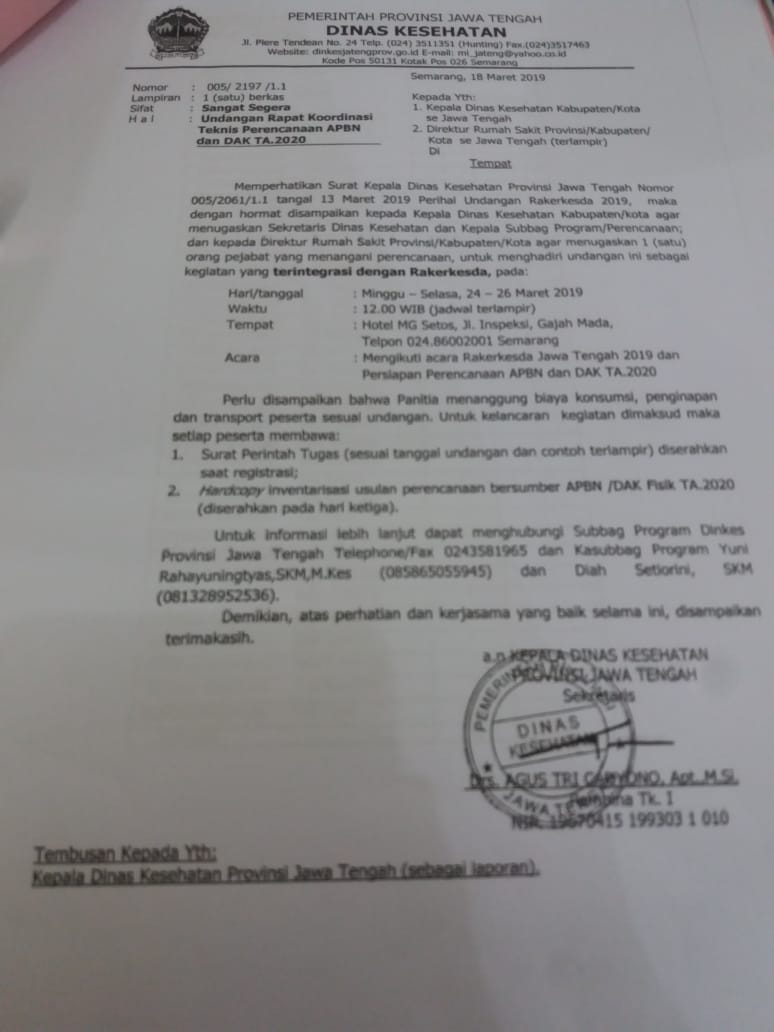 PEMERINTAH PROVINSI JAWA TENGAH
DINAS KESEHATAN
Jl. Piere Tendean No. 24 Telp. (024) 3511351 (Hunting) Fax.(024)3517463
Website: dinkesjatengprov.go.id E-mail: mi_jateng@yahoo.co.id
Kode Pos 50131 Kotak Pos 026 Semarang
Semarang, 18 Maret 2019
Nomor : 005/ 2197 /1.1
Lampiran : 1 (satu) berkas
Sifat : Sangat Segera
H a l : Undangan Rapat Koordinasi
Teknis Perencanaan APBN
dan DAK TA.2020
Kepada Yth:
1. Kepala Dinas Kesehatan Kabupaten/Kota
se Jawa Tengah
2. Direktur Rumah Sakit Provinsi/Kabupaten/
Kota se Jawa Tengah (terlampir)
Di
Tempat
Memperhatikan Surat Kepala Dinas Kesehatan Provinsi Jawa Tengah Nomor
005/2061/1.1 tangal 13 Maret 2019 Perihal Undangan Rakerkesda 2019, maka
dengan hormat disampaikan kepada Kepala Dinas Kesehatan Kabupaten/kota agar
menugaskan Sekretaris Dinas Kesehatan dan Kepala Subbag Program/Perencanaan;
dan kepada Direktur Rumah Sakit Provinsi/Kabupaten/Kota agar menugaskan 1 (satu)
orang pejabat yang menangani perencanaan, untuk menghadiri undangan ini sebagai
kegiatan yang terintegrasi dengan Rakerkesda, pada:
Hari/tanggal : Minggu – Selasa, 24 – 26 Maret 2019
Waktu : 12.00 WIB (jadwal terlampir)
Tempat : Hotel MG Setos, Jl. Inspeksi, Gajah Mada,
Telpon 024.86002001 Semarang
Acara : Mengikuti acara Rakerkesda Jawa Tengah 2019 dan
Persiapan Perencanaan APBN dan DAK TA.2020
Perlu disampaikan bahwa Panitia menanggung biaya konsumsi, penginapan
dan transport peserta sesuai undangan. Untuk kelancaran kegiatan dimaksud maka
setiap peserta membawa:
1. Surat Perintah Tugas (sesuai tanggal undangan dan contoh terlampir) diserahkan
saat registrasi;
2. Hardcopy inventarisasi usulan perencanaan bersumber APBN /DAK Fisik TA.2020
(diserahkan pada hari ketiga).
Untuk informasi lebih lanjut dapat menghubungi Subbag Program Dinkes
Provinsi Jawa Tengah Telephone/Fax 0243581965 dan Kasubbag Program Yuni
Rahayuningtyas,SKM,M.Kes (085865055945) dan Diah Setiorini, SKM
(081328952536).
Demikian, atas perhatian dan kerjasama yang baik selama ini, disampaikan
terimakasih.
a.n KEPALA DINAS KESEHATAN
PROVINSI JAWA TENGAH
Sekretaris
DINAS
KESEHATAN
JAWA TENGAH
Drs. AGUS TRI CAHYONO, Apt. M.Si.
Pembina Tk. I
NIP. 19670415 199303 1 010
Tembusan Kepada Yth:
Kepala Dinas Kesehatan Provinsi Jawa Tengah (sebagai laporan).